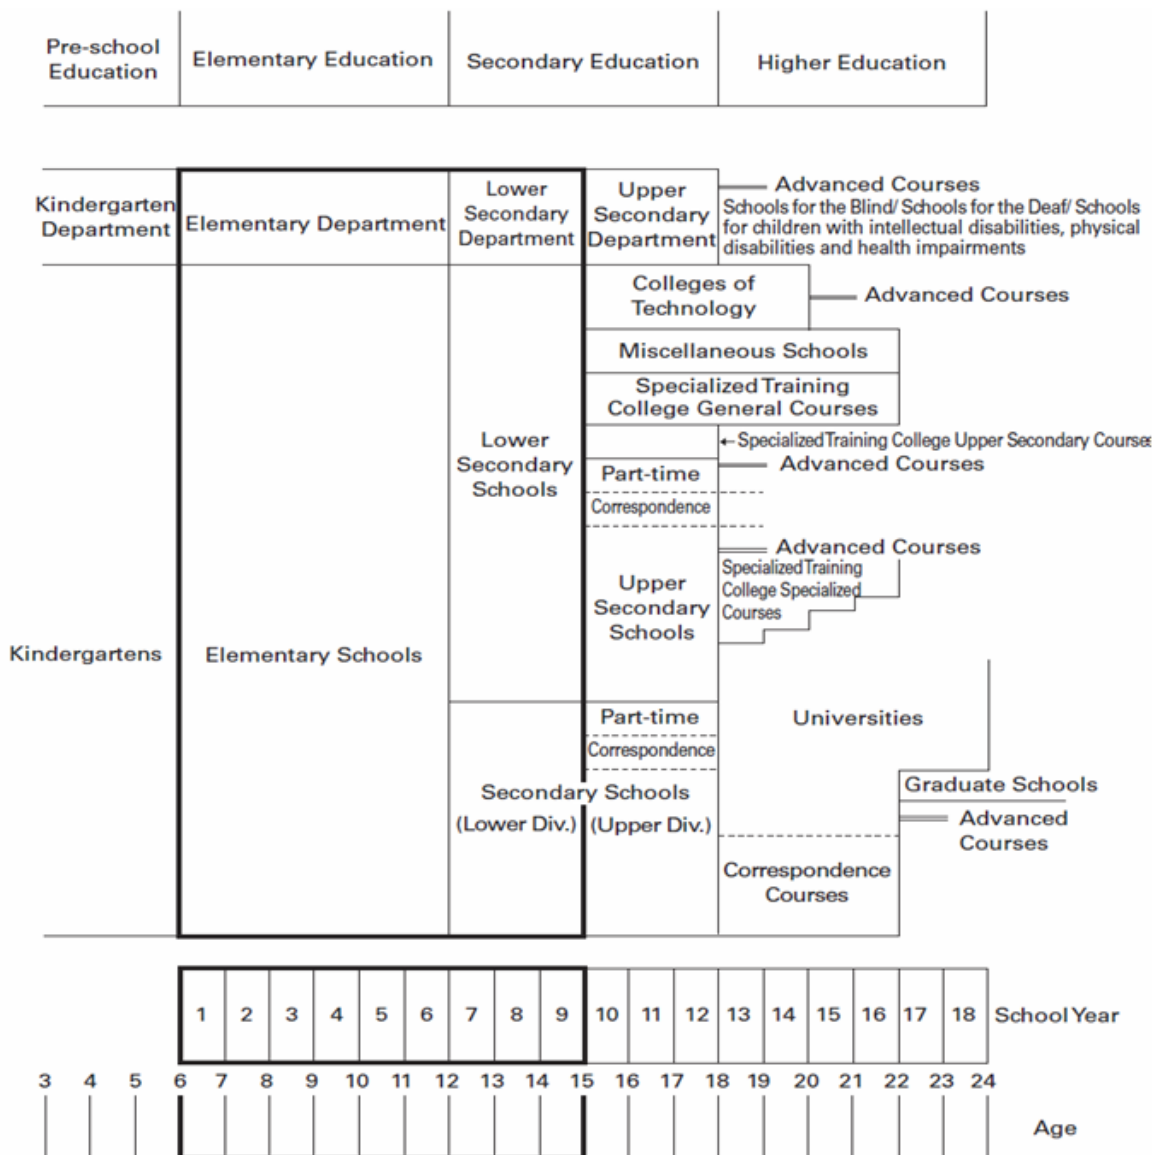 Pre-school
Education
Elementary Education
Secondary Education
Higher Education
Kindergarten
Department
Elementary Department
Lower
Secondary
Department
Upper
Secondary
Department
Advanced Courses
Schools for the Blind/ Schools for the Deaf/ Schools
for children with intellectual disabilities, physical
disabilities and health impairments
Colleges of
Technology
Advanced Courses
Miscellaneous Schools
Specialized Training
College General Courses
Specialized Training College Upper Secondary Course
Lower
Secondary
Schools
Part-time
Advanced Courses
Correspondence
Advanced Courses
Upper
Secondary
Schools
Specialized Training
College Specialized
Courses
Kindergartens
Elementary Schools
Part-time
Correspondence
Universities
Secondary Schools
(Lower Div.) (Upper Div.)
Graduate Schools
Advanced
Courses
Correspondence
Courses
1 2 3 4 5 6 7 8 9 10 11 12 13 14 15 16 17 18 School Year
3 4 5 6 7 8 9 10 11 12 13 14 15 16 17 18 19 20 21 22 23 24
Age